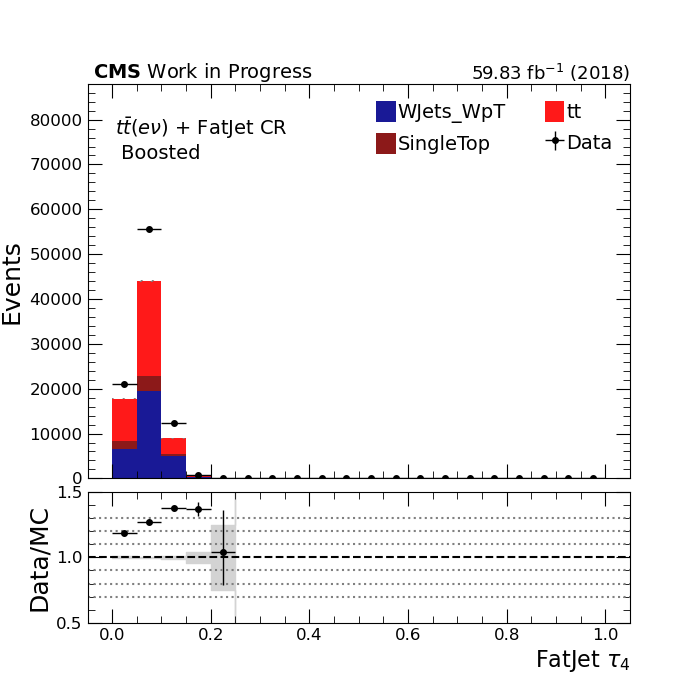 CMS Work in Progress 59.83 fb⁻¹ (2018)
WJets_WpT tt
SingleTop Data
tt̄(eν) + FatJet CR
Boosted
Events
80000
70000
60000
50000
40000
30000
20000
10000
0
Data/MC
1.5
1.0
0.5
0.0 0.2 0.4 0.6 0.8 1.0
FatJet τ₄